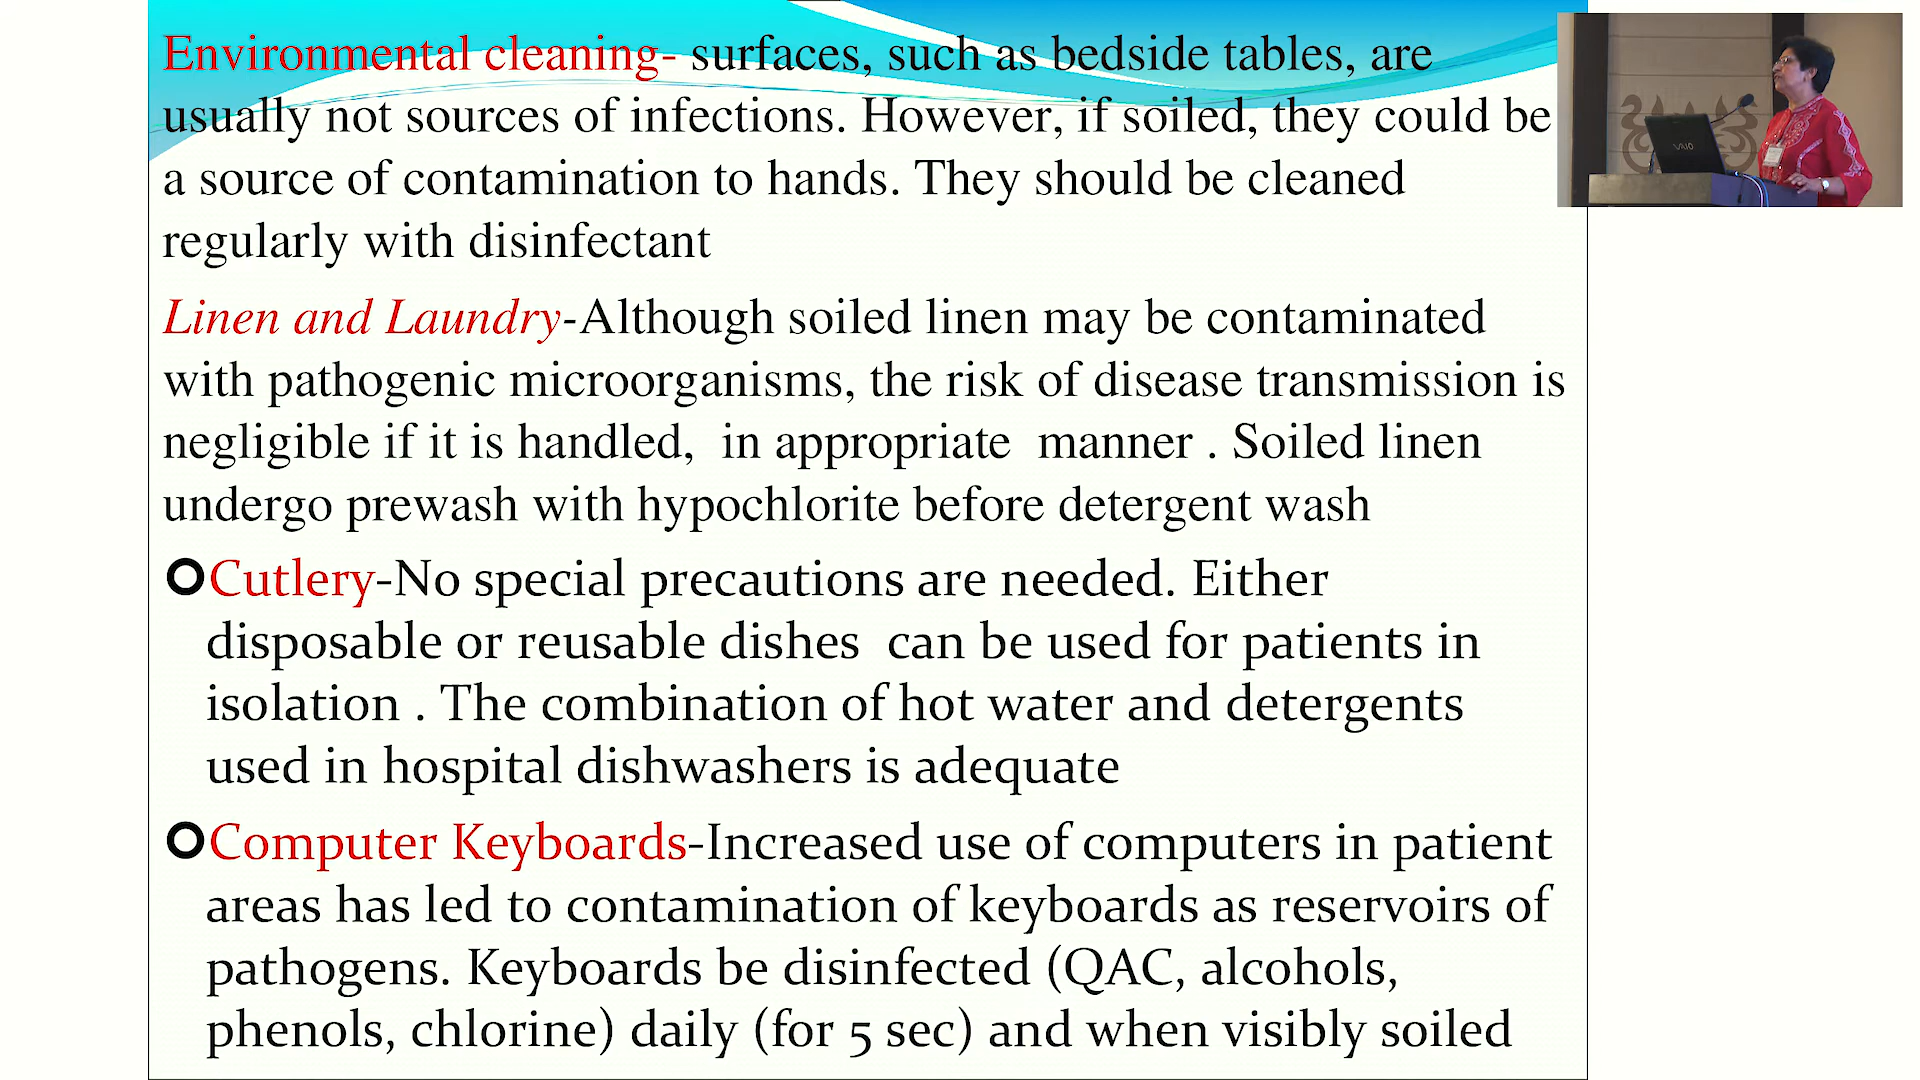 Environmental cleaning- surfaces, such as bedside tables, are
usually not sources of infections. However, if soiled, they could be
a source of contamination to hands. They should be cleaned
regularly with disinfectant
Linen and Laundry-Although soiled linen may be contaminated
with pathogenic microorganisms, the risk of disease transmission is
negligible if it is handled,  in appropriate  manner . Soiled linen
undergo prewash with hypochlorite before detergent wash
Cutlery-No special precautions are needed. Either
disposable or reusable dishes  can be used for patients in
isolation . The combination of hot water and detergents
used in hospital dishwashers is adequate
Computer Keyboards-Increased use of computers in patient
areas has led to contamination of keyboards as reservoirs of
pathogens. Keyboards be disinfected (QAC, alcohols,
phenols, chlorine) daily (for 5 sec) and when visibly soiled
VAIO